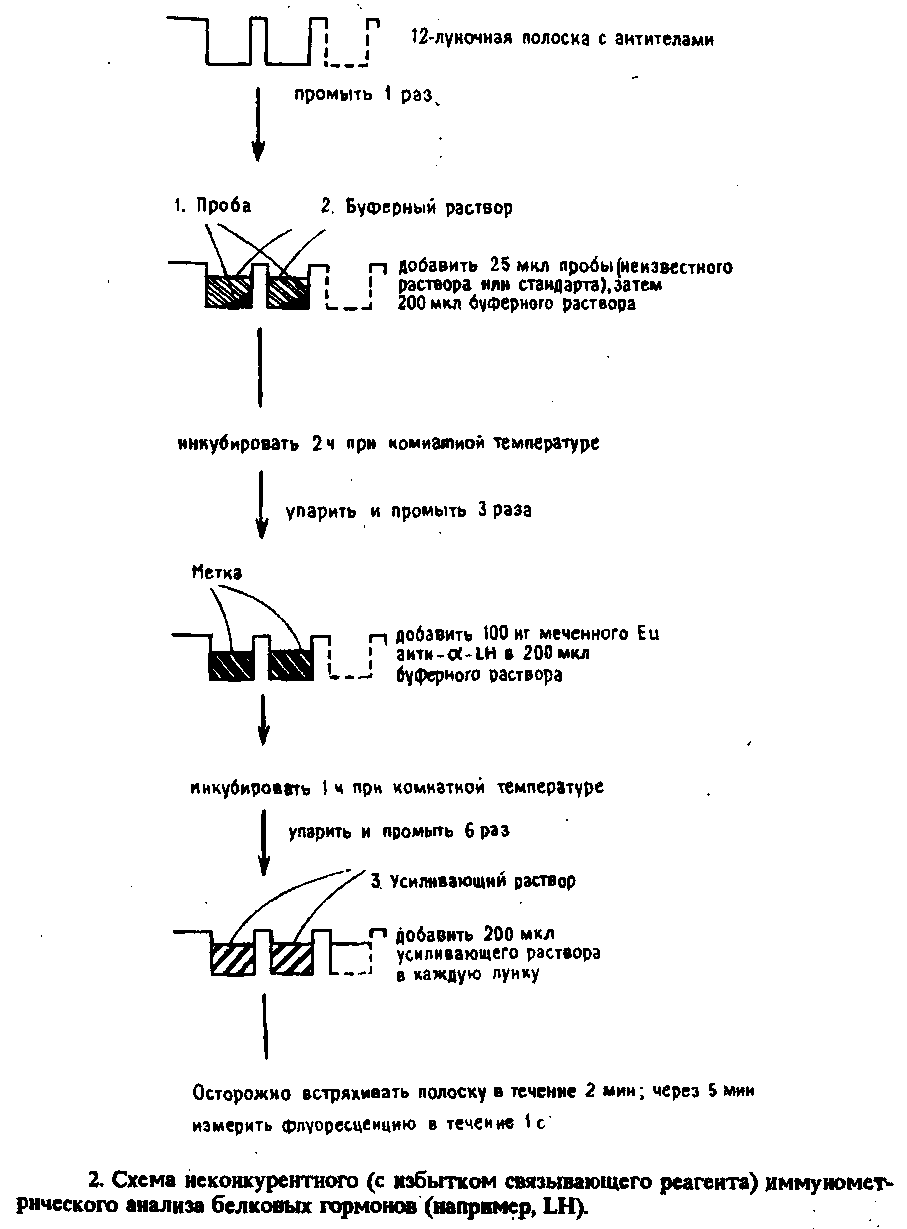 12-луночная полоска с антителами
промыть 1 раз
1. Проба 2. Буферный раствор
добавить 25 мкл пробы (неизвестного
раствора или стандарта), затем
200 мкл буферного раствора
инкубировать 2 ч при комнатной температуре
упарить и промыть 3 раза
Метка
добавить 100 нг меченного Eu
анти-α-LH в 200 мкл
буферного раствора
инкубировать 1 ч при комнатной температуре
упарить и промыть 6 раз
3. Усиливающий раствор
добавить 200 мкл
усиливающего раствора
в каждую лунку
Осторожно встряхивать полоску в течение 2 мин; через 5 мин
измерить флуоресценцию в течение 1 с
2. Схема неконкурентного (с избытком связывающего реагента) иммуномет-
рического анализа белковых гормонов (например, LH).